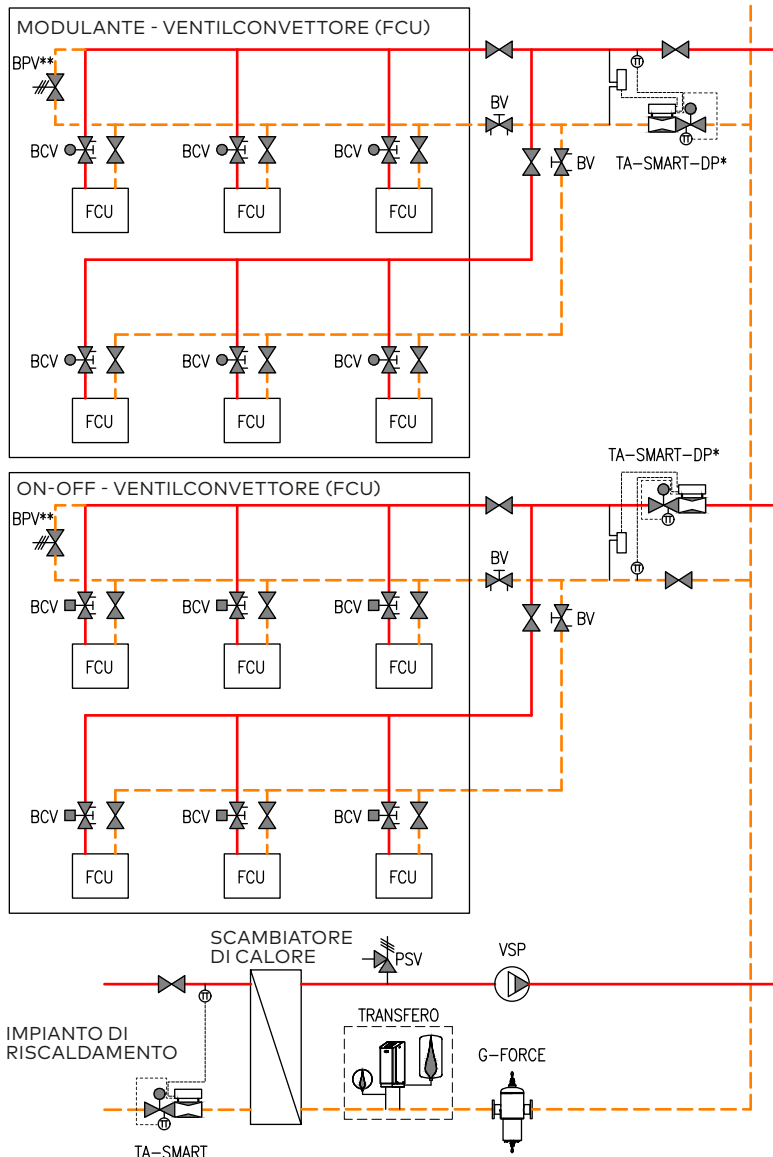 MODULANTE - VENTILCONVETTORE (FCU)
BPV**
BV
BCV
BCV
BCV
BV
TA-SMART-DP*
FCU
FCU
FCU
BCV
BCV
BCV
FCU
FCU
FCU
TA-SMART-DP*
ON-OFF - VENTILCONVETTORE (FCU)
BPV**
BV
BCV
BCV
BCV
BV
FCU
FCU
FCU
BCV
BCV
BCV
FCU
FCU
FCU
SCAMBIATORE
DI CALORE
PSV
VSP
IMPIANTO DI
RISCALDAMENTO
TRANSFERO
G-FORCE
TA-SMART